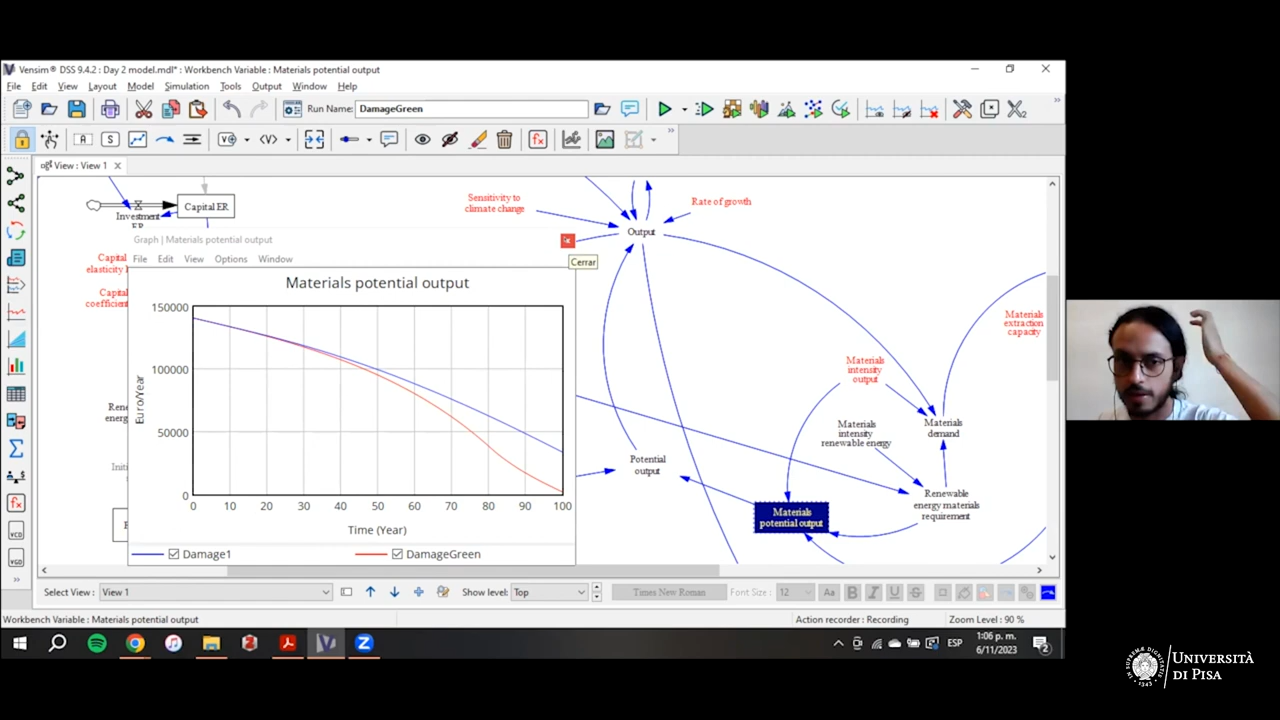 Vensim® DSS 9.4.2 : Day 2 model.mdl* : Workbench Variable : Materials potential output
File Edit View Layout Model Simulation Tools Output Window Help
Run Name: DamageGreen
View : View 1
Capital ER
Investment
ER
Sensitivity to
climate change
Rate of growth
Output
Graph | Materials potential output
Cerrar
File Edit View Options Window
Capital
elasticity
Capital
coefficient
Materials potential output
150000
100000
50000
0
Euro/Year
0 10 20 30 40 50 60 70 80 90 100
Time (Year)
Damage1 DamageGreen
Materials
extraction
capacity
Materials
intensity
output
Materials
intensity
renewable energy
Materials
demand
Potential
output
Renewable
energy materials
requirement
Materials
potential output
Select View: View 1 Show level: Top Times New Roman Font Size: 12 Aa B I U S
Workbench Variable : Materials potential output Action recorder : Recording Zoom Level : 90 %
ESP
1:06 p. m.
6/11/2023
Università
di Pisa